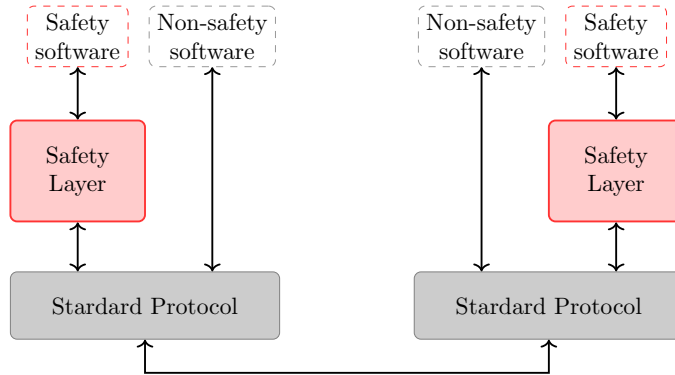 Safety
software
Non-safety
software
Non-safety
software
Safety
software
Safety
Layer
Safety
Layer
Stardard Protocol
Stardard Protocol